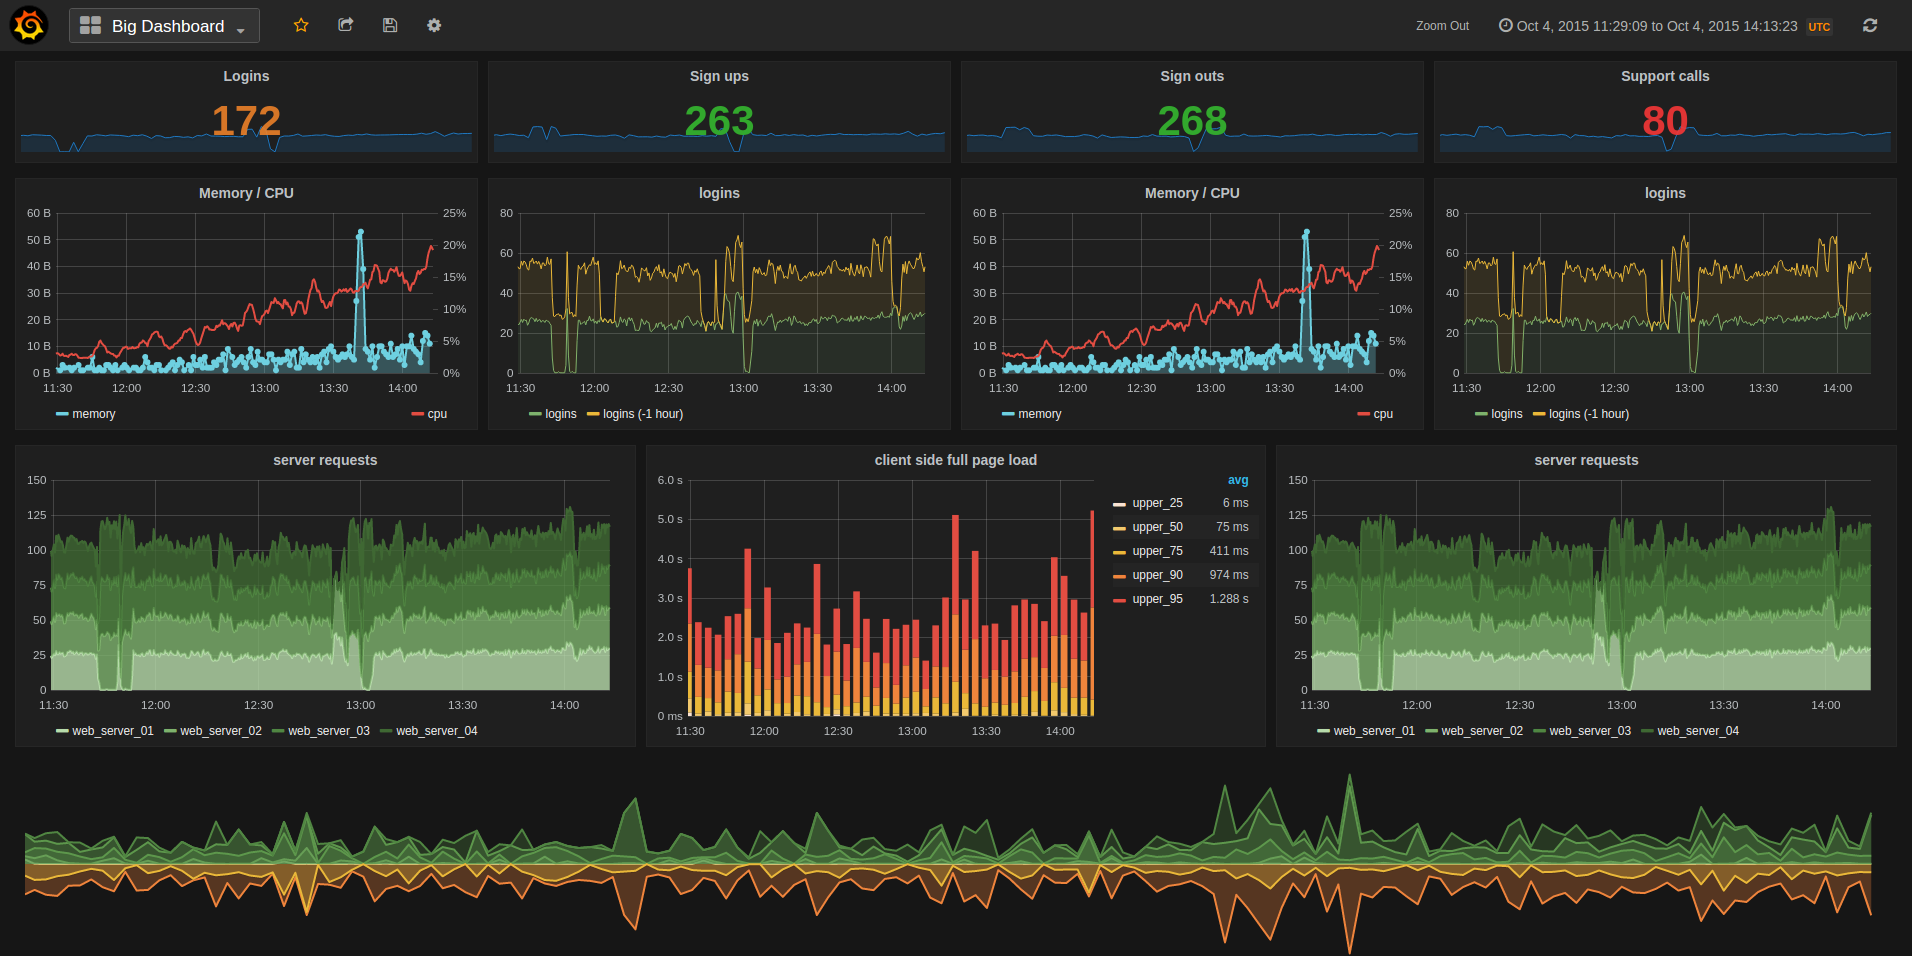 Big Dashboard
Zoom Out
Oct 4, 2015 11:29:09 to Oct 4, 2015 14:13:23 UTC
Logins
172
Sign ups
263
Sign outs
268
Support calls
80
Memory / CPU
60 B
50 B
40 B
30 B
20 B
10 B
0 B
25%
20%
15%
10%
5%
0%
11:30 12:00 12:30 13:00 13:30 14:00
memory cpu
logins
80
60
40
20
0
11:30 12:00 12:30 13:00 13:30 14:00
logins logins (-1 hour)
Memory / CPU
60 B
50 B
40 B
30 B
20 B
10 B
0 B
25%
20%
15%
10%
5%
0%
11:30 12:00 12:30 13:00 13:30 14:00
memory cpu
logins
80
60
40
20
0
11:30 12:00 12:30 13:00 13:30 14:00
logins logins (-1 hour)
server requests
150
125
100
75
50
25
0
11:30 12:00 12:30 13:00 13:30 14:00
web_server_01 web_server_02 web_server_03 web_server_04
client side full page load
6.0 s
5.0 s
4.0 s
3.0 s
2.0 s
1.0 s
0 ms
11:30 12:00 12:30 13:00 13:30 14:00
avg
upper_25 6 ms
upper_50 75 ms
upper_75 411 ms
upper_90 974 ms
upper_95 1.288 s
server requests
150
125
100
75
50
25
0
11:30 12:00 12:30 13:00 13:30 14:00
web_server_01 web_server_02 web_server_03 web_server_04